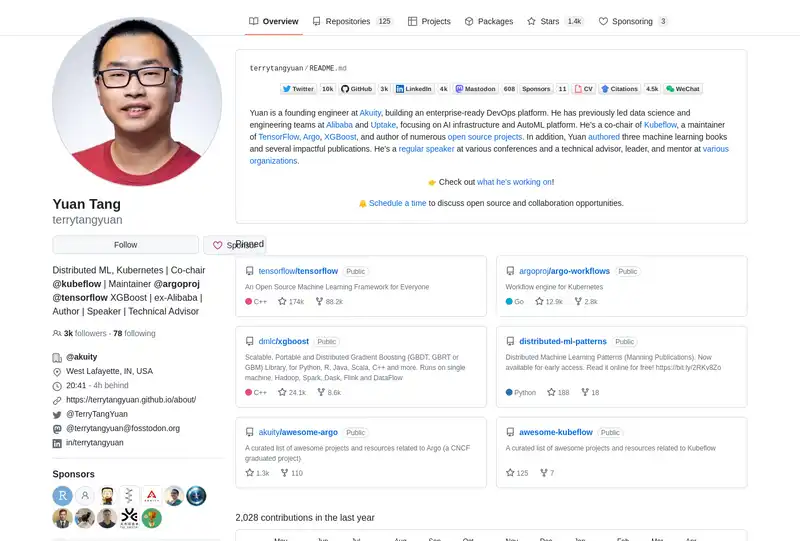 Overview
Repositories 125
Projects
Packages
Stars 1.4k
Sponsoring 3
terrytangyuan/README.md
Twitter 10k GitHub 3k LinkedIn 4k Mastodon 608 Sponsors 11 CV Citations 4.5k WeChat
Yuan is a founding engineer at Akuity, building an enterprise-ready DevOps platform. He has previously led data science and
engineering teams at Alibaba and Uptake, focusing on AI infrastructure and AutoML platform. He's a co-chair of Kubeflow, a maintainer
of TensorFlow, Argo, XGBoost, and author of numerous open source projects. In addition, Yuan authored three machine learning books
and several impactful publications. He's a regular speaker at various conferences and a technical advisor, leader, and mentor at various
organizations.
Check out what he's working on!
Schedule a time to discuss open source and collaboration opportunities.
Yuan Tang
terrytangyuan
Follow
Sponsor
Distributed ML, Kubernetes | Co-chair
@kubeflow | Maintainer @argoproj
@tensorflow XGBoost | ex-Alibaba |
Author | Speaker | Technical Advisor
3k followers · 78 following
@akuity
West Lafayette, IN, USA
20:41 - 4h behind
https://terrytangyuan.github.io/about/
@TerryTangYuan
@terrytangyuan@fosstodon.org
in/terrytangyuan
Sponsors
Pinned
tensorflow/tensorflow Public
An Open Source Machine Learning Framework for Everyone
C++ 174k 88.2k
argoproj/argo-workflows Public
Workflow engine for Kubernetes
Go 12.9k 2.8k
dmlc/xgboost Public
Scalable, Portable and Distributed Gradient Boosting (GBDT, GBRT or
GBM) Library, for Python, R, Java, Scala, C++ and more. Runs on single
machine, Hadoop, Spark, Dask, Flink and DataFlow
C++ 24.1k 8.6k
distributed-ml-patterns Public
Distributed Machine Learning Patterns (Manning Publications). Now
available for early access. Read it online for free! https://bit.ly/2RKv8Zo
Python 188 18
akuity/awesome-argo Public
A curated list of awesome projects and resources related to Argo (a CNCF
graduated project)
1.3k 110
awesome-kubeflow Public
A curated list of awesome projects and resources related to Kubeflow
125 7
2,028 contributions in the last year
May Jun Jul Aug Sep Oct Nov Dec Jan Feb Mar Apr